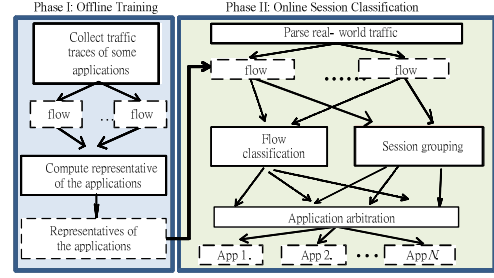 Phase I: Offline Training
Collect traffic
traces of some
applications
flow
...
flow
Compute representative
of the applications
Representatives of
the applications
Phase II: Online Session Classification
Parse real- world traffic
flow
......
flow
Flow
classification
Session grouping
Application arbitration
App 1.
App 2.
...
App N